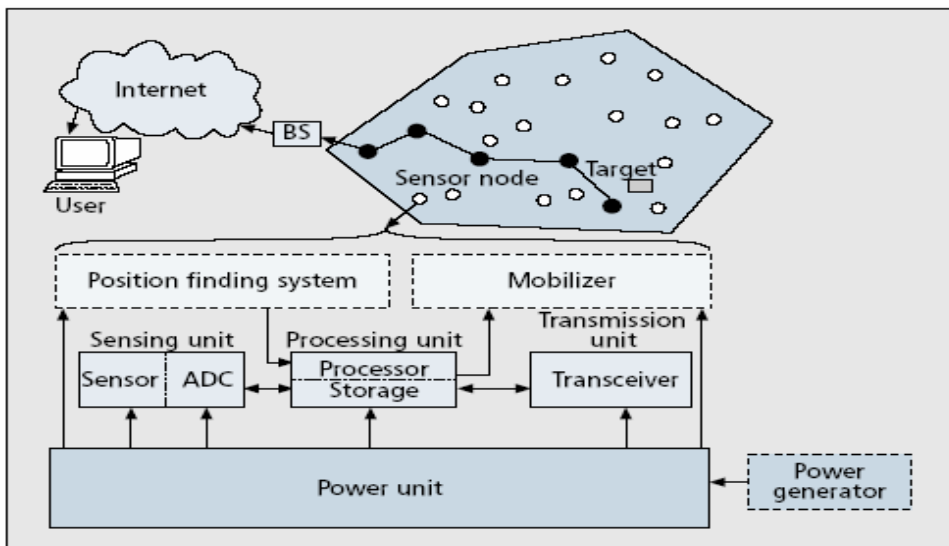 Internet
BS
Target
Sensor node
User
Position finding system
Mobilizer
Sensing unit
Processing unit
Transmission
unit
Sensor
ADC
Processor
Storage
Transceiver
Power unit
Power
generator